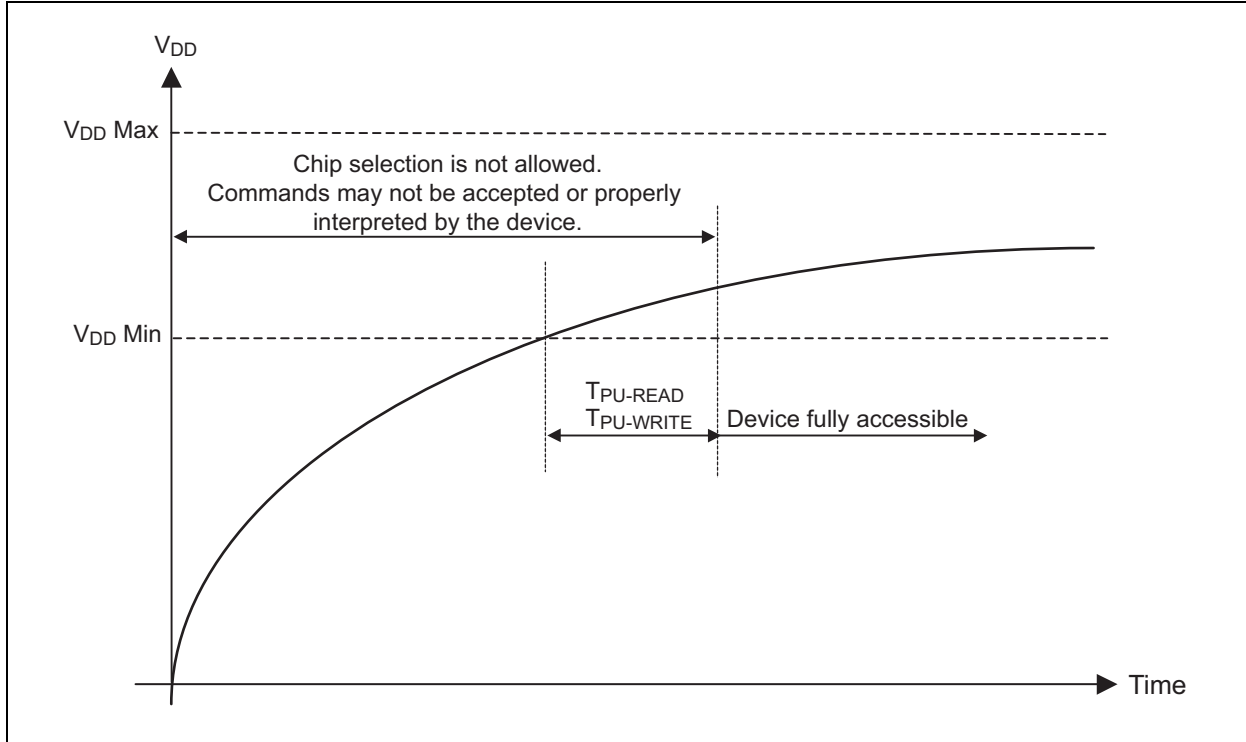 VDD
VDD Max
Chip selection is not allowed.
Commands may not be accepted or properly
interpreted by the device.
VDD Min
TPU-READ
TPU-WRITE
Device fully accessible
Time